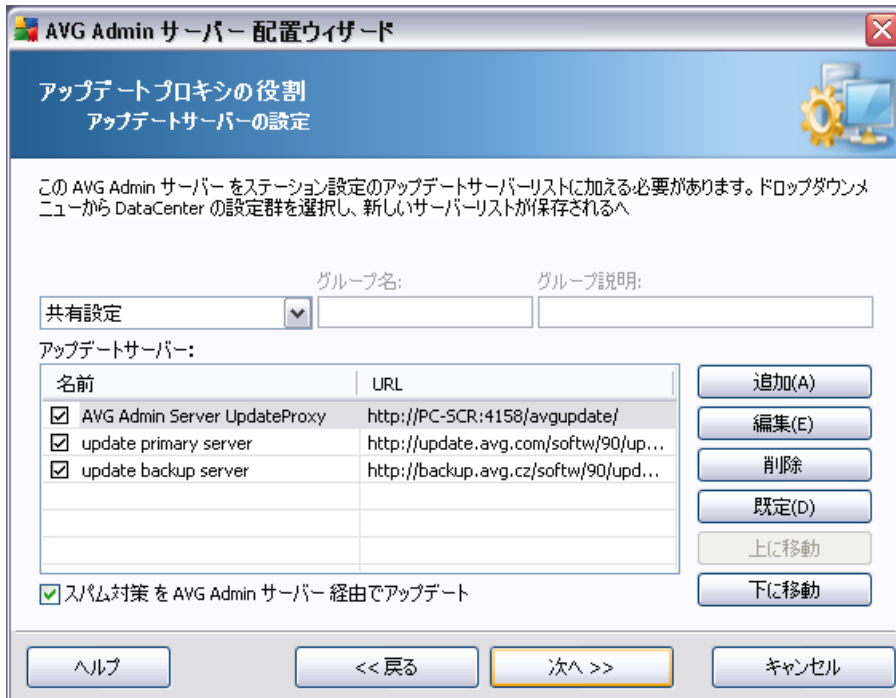 AVG Admin サーバー 配置ウィザード
アップデートプロキシの役割
アップデートサーバーの設定
この AVG Admin サーバー をステーション設定のアップデートサーバーリストに加える必要があります。ドロップダウンメ
ニューから DataCenter の設定群を選択し、新しいサーバーリストが保存されるへ
グループ名: グループ説明:
共有設定
アップデートサーバー:
名前 URL
AVG Admin Server UpdateProxy http://PC-SCR:4158/avgupdate/
update primary server http://update.avg.com/softw/90/up...
update backup server http://backup.avg.cz/softw/90/upd...
追加(A)
編集(E)
削除
既定(D)
上に移動
下に移動
スパム対策 を AVG Admin サーバー 経由でアップデート
ヘルプ << 戻る 次へ >> キャンセル